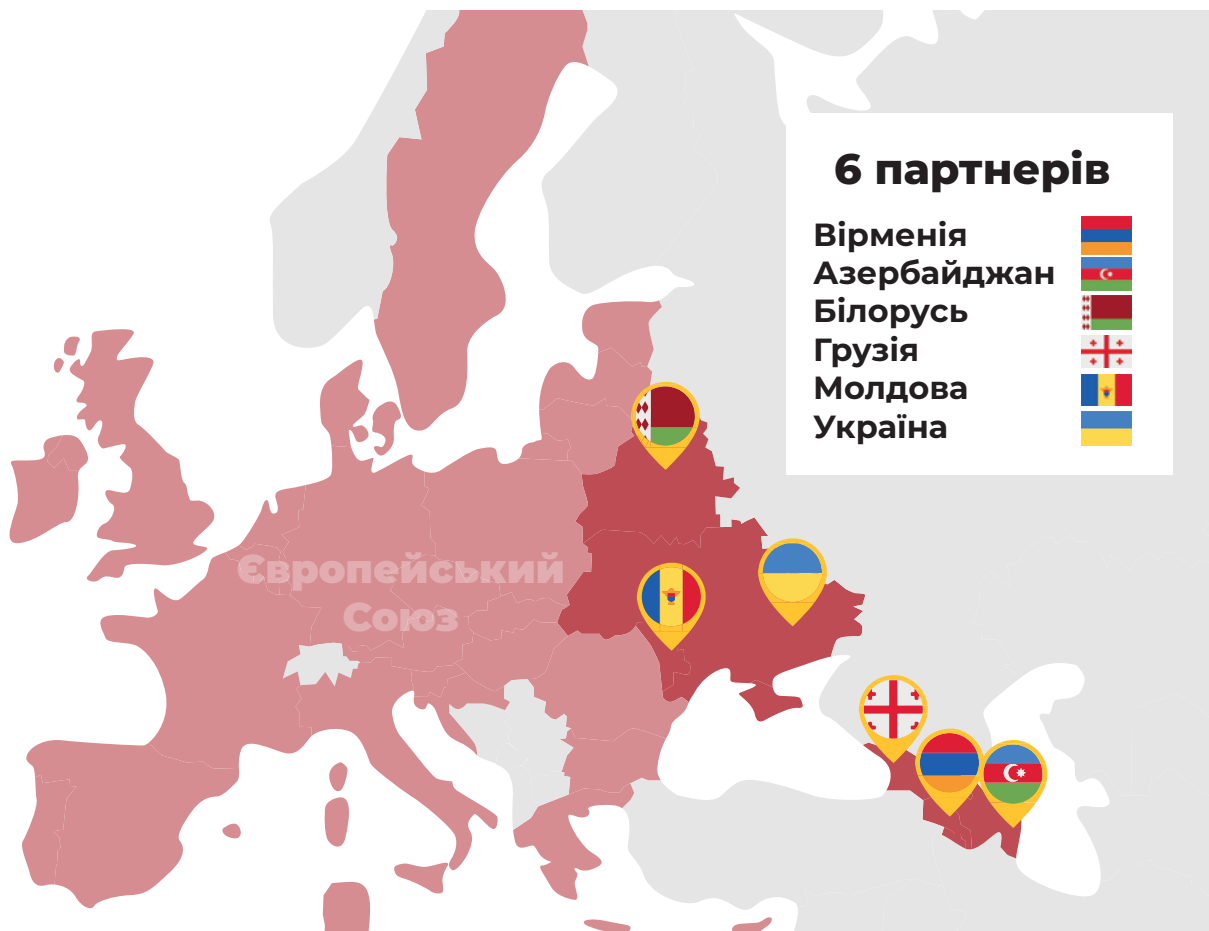 6 партнерів
Вірменія
Азербайджан
Білорусь
Грузія
Молдова
Україна
Європейський
Союз